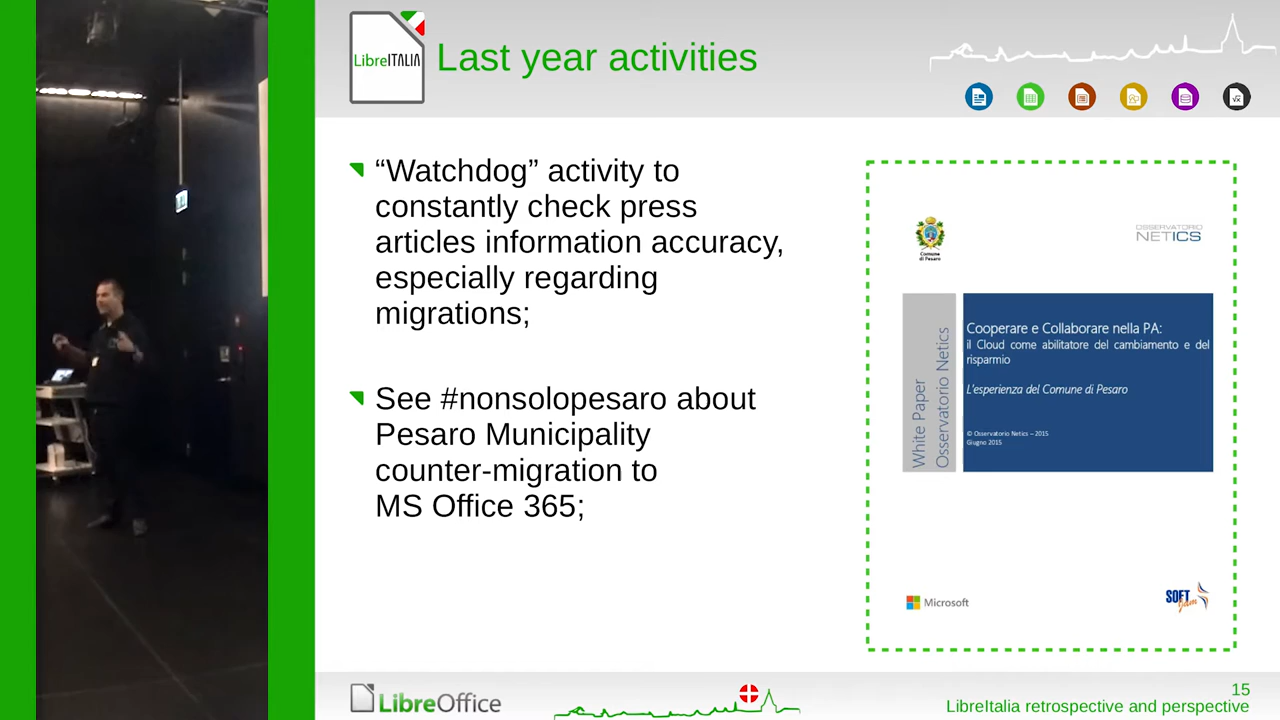 LibreITALIA
Last year activities
“Watchdog” activity to
constantly check press
articles information accuracy,
especially regarding
migrations;
See #nonsolopesaro about
Pesaro Municipality
counter-migration to
MS Office 365;
Comune
di Pesaro
OSSERVATORIO
NETICS
White Paper
Osservatorio Netics
Cooperare e Collaborare nella PA:
il Cloud come abilitatore del cambiamento e del
risparmio
L'esperienza del Comune di Pesaro
© Osservatorio Netics – 2015
Giugno 2015
Microsoft
SOFT
jam
LibreOffice
15
LibreItalia retrospective and perspective